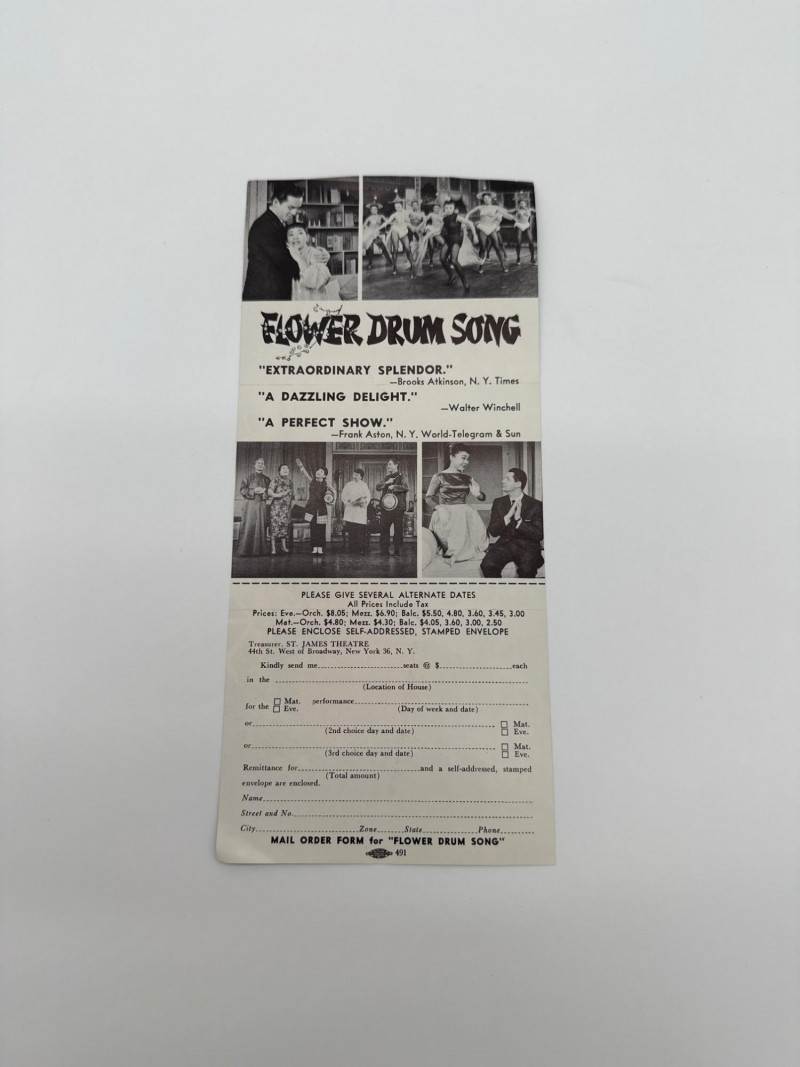 FLOWER DRUM SONG
"EXTRAORDINARY SPLENDOR."
—Brooks Atkinson, N. Y. Times
"A DAZZLING DELIGHT."
—Walter Winchell
"A PERFECT SHOW."
—Frank Aston, N. Y. World-Telegram & Sun
PLEASE GIVE SEVERAL ALTERNATE DATES
All Prices Include Tax
Prices: Eve.—Orch. $8.05; Mezz. $6.90; Balc. $5.50, 4.80, 3.60, 3.45, 3.00
Mat.—Orch. $4.80; Mezz. $4.30; Balc. $4.05, 3.60, 3.00, 2.50
PLEASE ENCLOSE SELF-ADDRESSED, STAMPED ENVELOPE
Treasurer, ST. JAMES THEATRE
44th St. West of Broadway, New York 36, N. Y.
Kindly send me seats @ $ each
in the
(Location of House)
for the Mat. Eve. performance
(Day of week and date)
or Mat. Eve.
(2nd choice day and date)
or Mat. Eve.
(3rd choice day and date)
Remittance for and a self-addressed, stamped
(Total amount)
envelope are enclosed.
Name
Street and No.
City Zone State Phone
MAIL ORDER FORM for "FLOWER DRUM SONG"
491